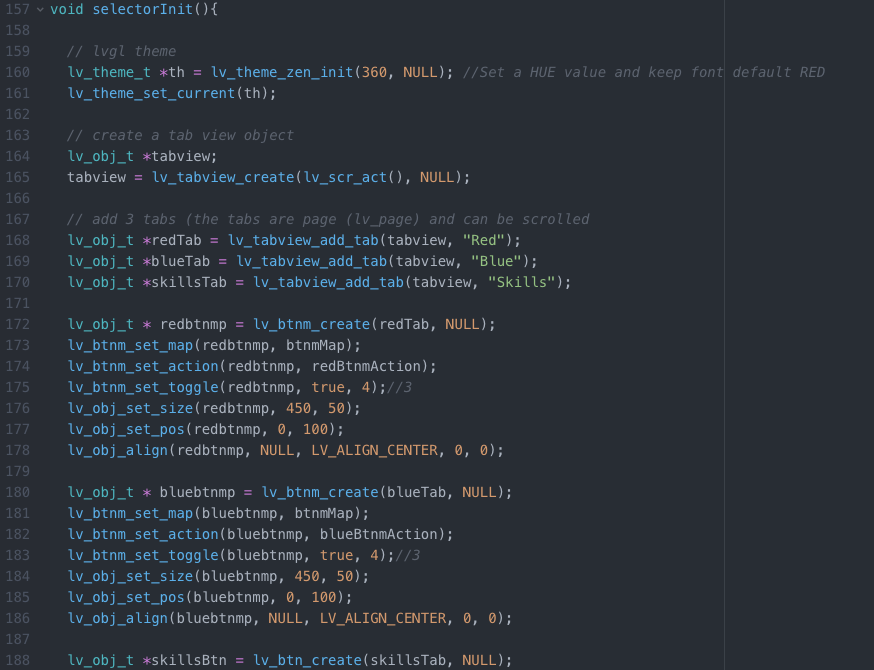 157 void selectorInit(){
158
159 // lvgl theme
160 lv_theme_t *th = lv_theme_zen_init(360, NULL); //Set a HUE value and keep font default RED
161 lv_theme_set_current(th);
162
163 // create a tab view object
164 lv_obj_t *tabview;
165 tabview = lv_tabview_create(lv_scr_act(), NULL);
166
167 // add 3 tabs (the tabs are page (lv_page) and can be scrolled
168 lv_obj_t *redTab = lv_tabview_add_tab(tabview, "Red");
169 lv_obj_t *blueTab = lv_tabview_add_tab(tabview, "Blue");
170 lv_obj_t *skillsTab = lv_tabview_add_tab(tabview, "Skills");
171
172 lv_obj_t * redbtnmp = lv_btnm_create(redTab, NULL);
173 lv_btnm_set_map(redbtnmp, btnmMap);
174 lv_btnm_set_action(redbtnmp, redBtnmAction);
175 lv_btnm_set_toggle(redbtnmp, true, 4);//3
176 lv_obj_set_size(redbtnmp, 450, 50);
177 lv_obj_set_pos(redbtnmp, 0, 100);
178 lv_obj_align(redbtnmp, NULL, LV_ALIGN_CENTER, 0, 0);
179
180 lv_obj_t * bluebtnmp = lv_btnm_create(blueTab, NULL);
181 lv_btnm_set_map(bluebtnmp, btnmMap);
182 lv_btnm_set_action(bluebtnmp, blueBtnmAction);
183 lv_btnm_set_toggle(bluebtnmp, true, 4);//3
184 lv_obj_set_size(bluebtnmp, 450, 50);
185 lv_obj_set_pos(bluebtnmp, 0, 100);
186 lv_obj_align(bluebtnmp, NULL, LV_ALIGN_CENTER, 0, 0);
187
188 lv_obj_t *skillsBtn = lv_btn_create(skillsTab, NULL);